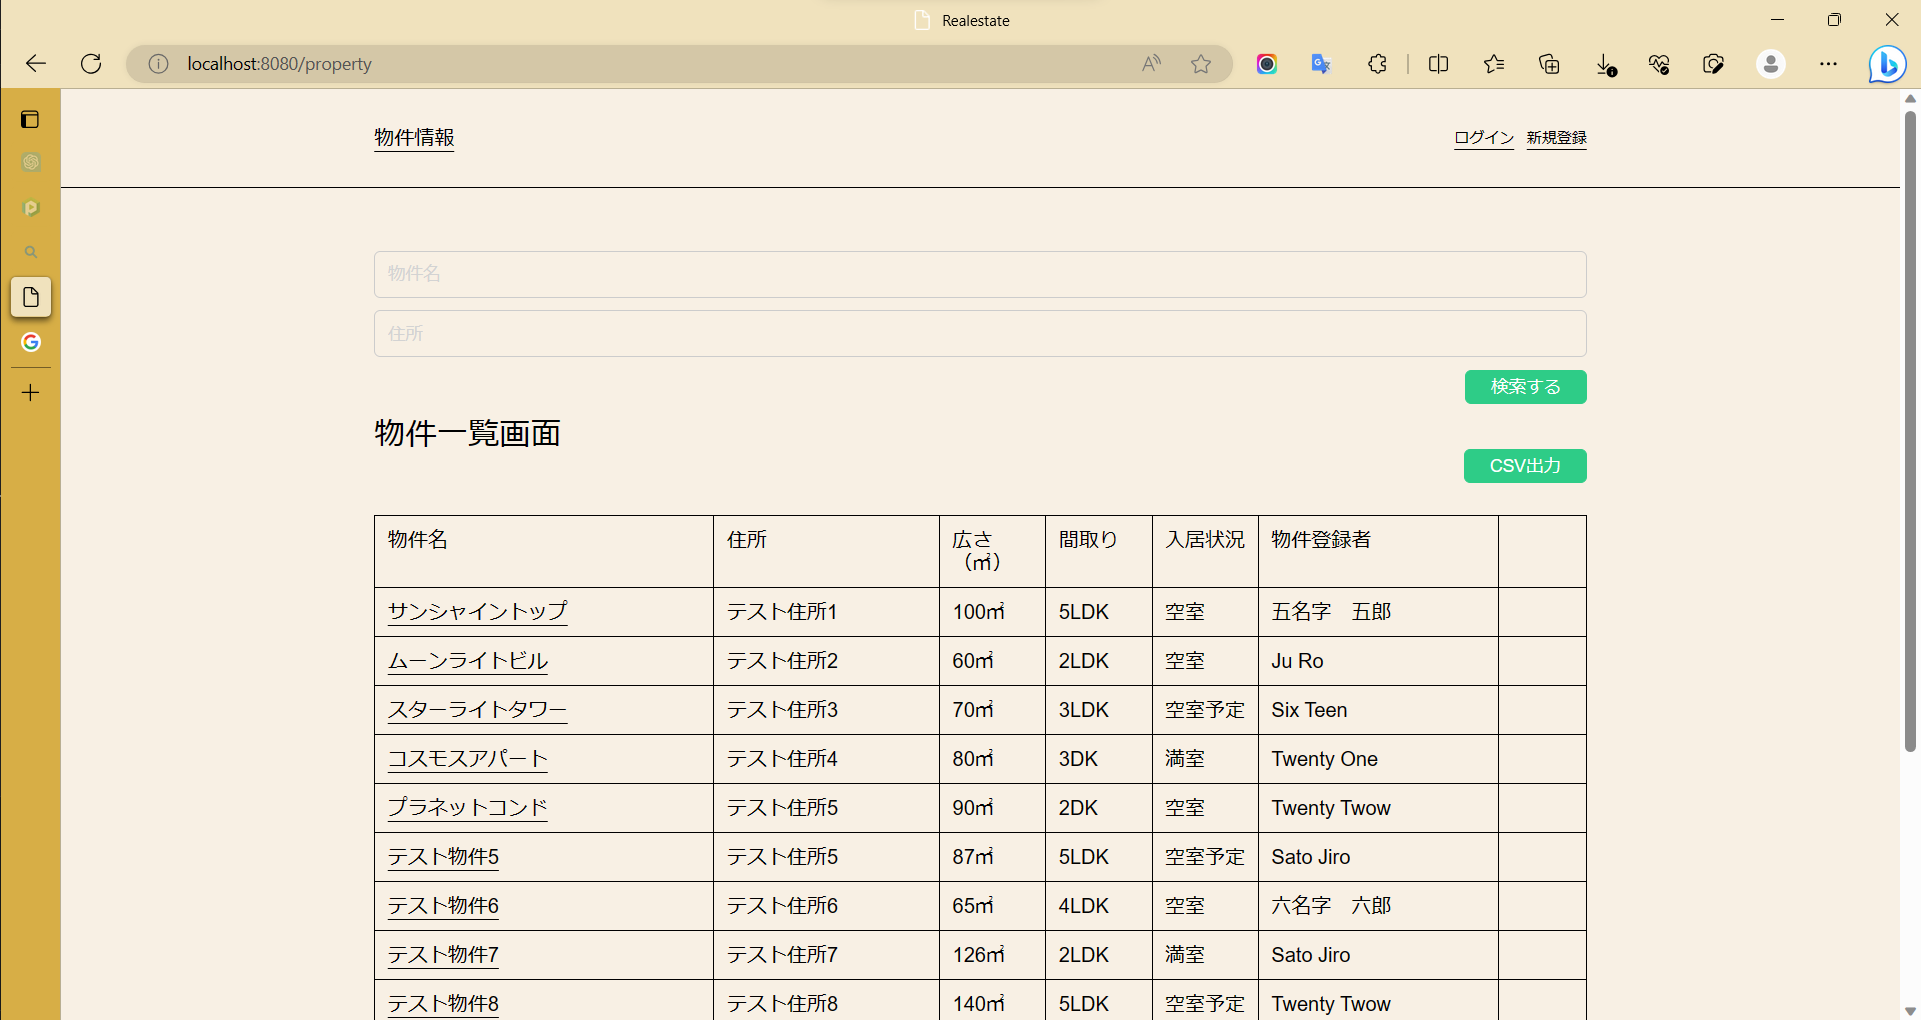 Realestate
localhost:8080/property
物件情報
ログイン 新規登録
物件名
住所
検索する
物件一覧画面
CSV出力
物件名 住所 広さ（㎡） 間取り 入居状況 物件登録者
サンシャイントップ テスト住所1 100㎡ 5LDK 空室 五名字　五郎
ムーンライトビル テスト住所2 60㎡ 2LDK 空室 Ju Ro
スターライトタワー テスト住所3 70㎡ 3LDK 空室予定 Six Teen
コスモスアパート テスト住所4 80㎡ 3DK 満室 Twenty One
プラネットコンド テスト住所5 90㎡ 2DK 空室 Twenty Twow
テスト物件5 テスト住所5 87㎡ 5LDK 空室予定 Sato Jiro
テスト物件6 テスト住所6 65㎡ 4LDK 空室 六名字　六郎
テスト物件7 テスト住所7 126㎡ 2LDK 満室 Sato Jiro
テスト物件8 テスト住所8 140㎡ 5LDK 空室予定 Twenty Twow